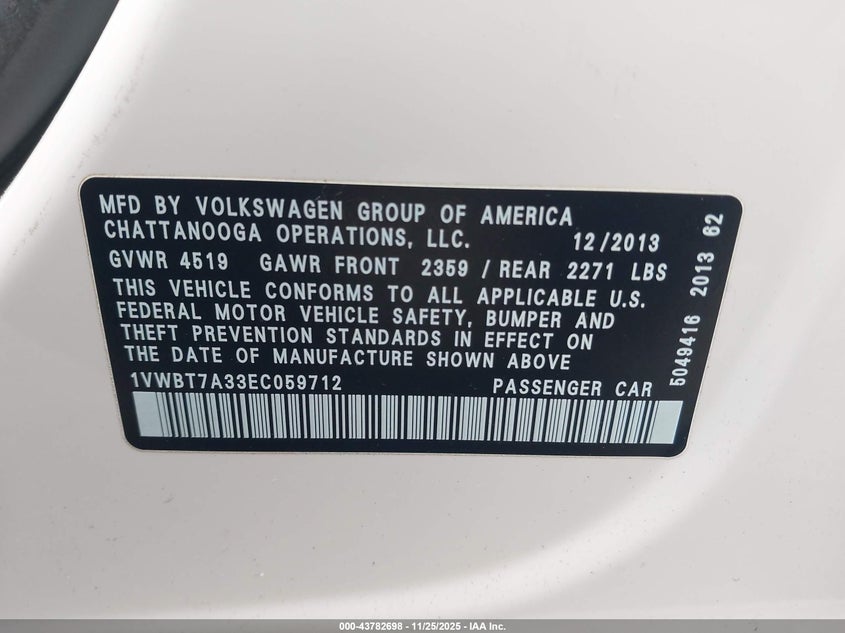 MFD BY VOLKSWAGEN GROUP OF AMERICA
CHATTANOOGA OPERATIONS, LLC. 12/2013
GVWR 4519 GAWR FRONT 2359 / REAR 2271 LBS
THIS VEHICLE CONFORMS TO ALL APPLICABLE U.S.
FEDERAL MOTOR VEHICLE SAFETY, BUMPER AND
THEFT PREVENTION STANDARDS IN EFFECT ON
THE DATE OF MANUFACTURE SHOWN ABOVE
1VWBT7A33EC059712 PASSENGER CAR
5049416 2013 62
000-43782698 - 11/25/2025 - IAA Inc.